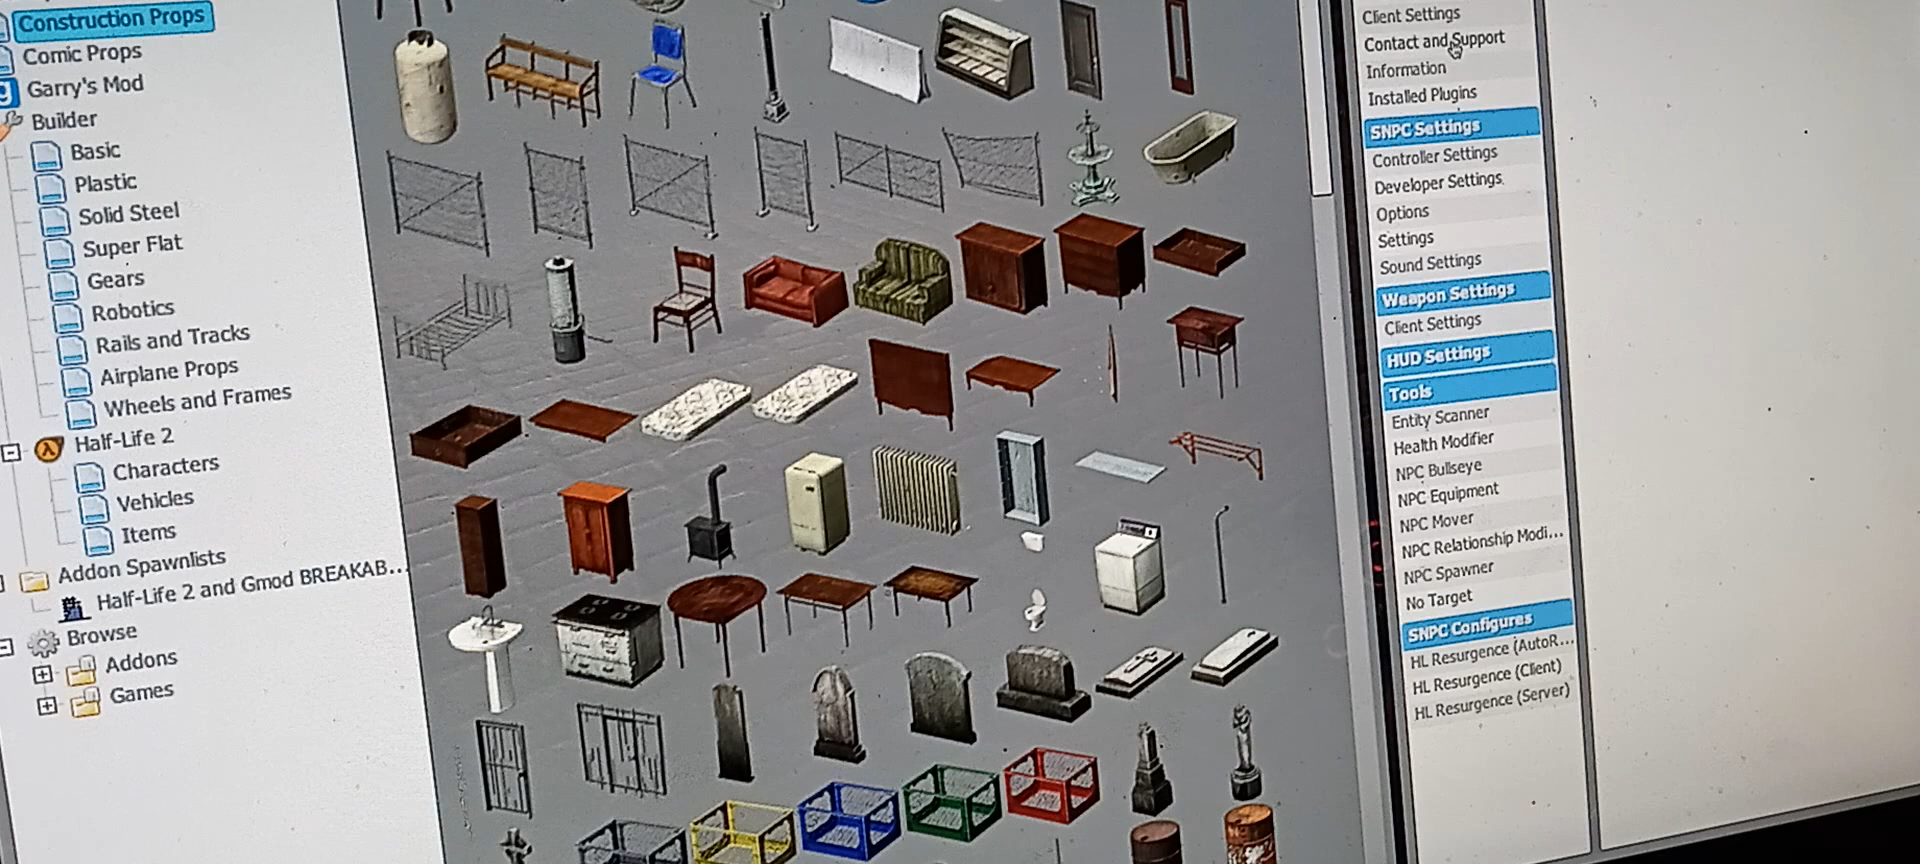 Construction Props
Comic Props
Garry's Mod
Builder
Basic
Plastic
Solid Steel
Super Flat
Gears
Robotics
Rails and Tracks
Airplane Props
Wheels and Frames
Half-Life 2
Characters
Vehicles
Items
Addon Spawnlists
Half-Life 2 and Gmod BREAKAB...
Browse
Addons
Games
Client Settings
Contact and Support
Information
Installed Plugins
SNPC Settings
Controller Settings
Developer Settings
Options
Settings
Sound Settings
Weapon Settings
Client Settings
HUD Settings
Tools
Entity Scanner
Health Modifier
NPC Bullseye
NPC Equipment
NPC Mover
NPC Relationship Modi...
NPC Spawner
No Target
SNPC Configures
HL Resurgence (AutoR...
HL Resurgence (Client)
HL Resurgence (Server)